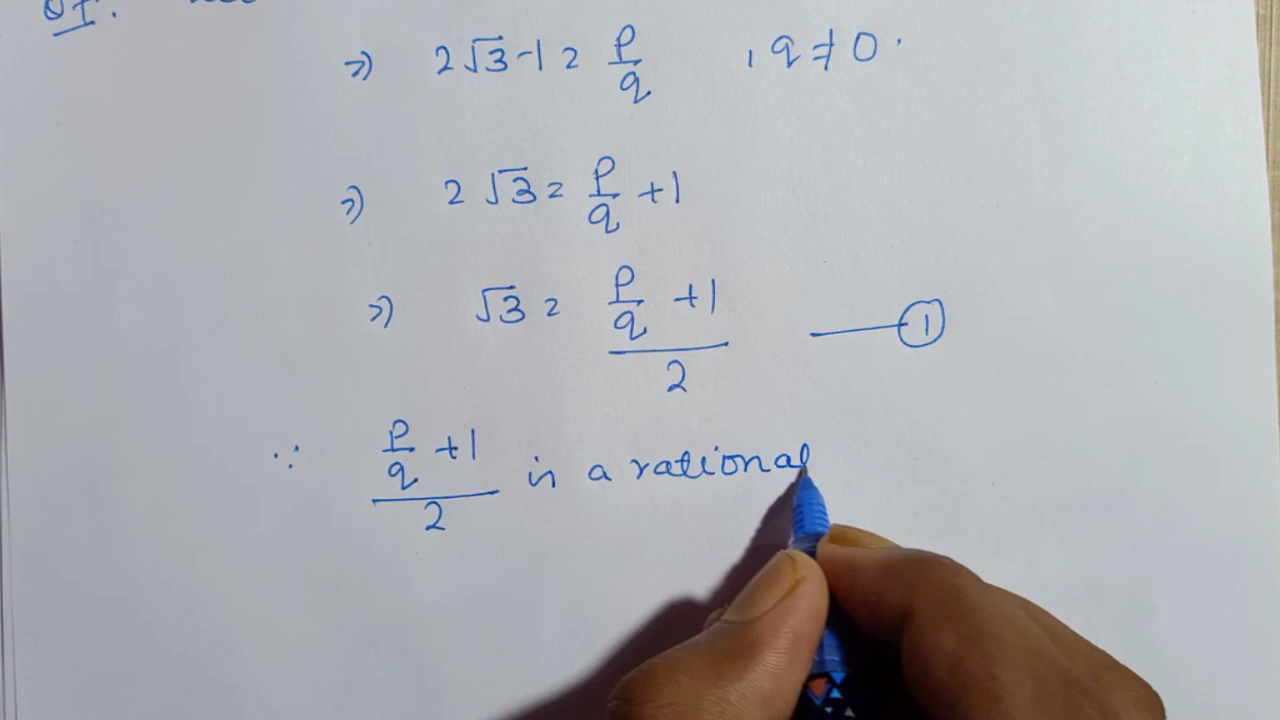 ⇒ 2√3-1 = p/q , q ≠ 0.
⇒ 2√3 = p/q +1
⇒ √3 = (p/q +1)/2 —— ①
∵ (p/q +1)/2 is a rational